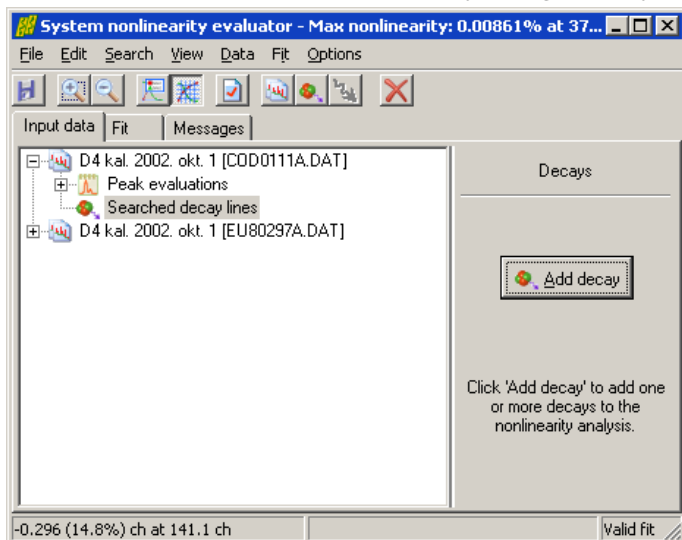 System nonlinearity evaluator - Max nonlinearity: 0.00861% at 37...
File Edit Search View Data Fit Options
Input data Fit Messages
D4 kal. 2002. okt. 1 [COD0111A.DAT]
Peak evaluations
Searched decay lines
D4 kal. 2002. okt. 1 [EU80297A.DAT]
Decays
Add decay
Click 'Add decay' to add one
or more decays to the
nonlinearity analysis.
-0.296 (14.8%) ch at 141.1 ch
Valid fit